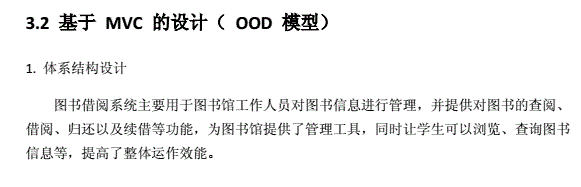 3.2 基于 MVC 的设计（ OOD 模型）
1. 体系结构设计
图书借阅系统主要用于图书馆工作人员对图书信息进行管理，并提供对图书的查阅、
借阅、归还以及续借等功能，为图书馆提供了管理工具，同时让学生可以浏览、查询图书
信息等，提高了整体运作效能。